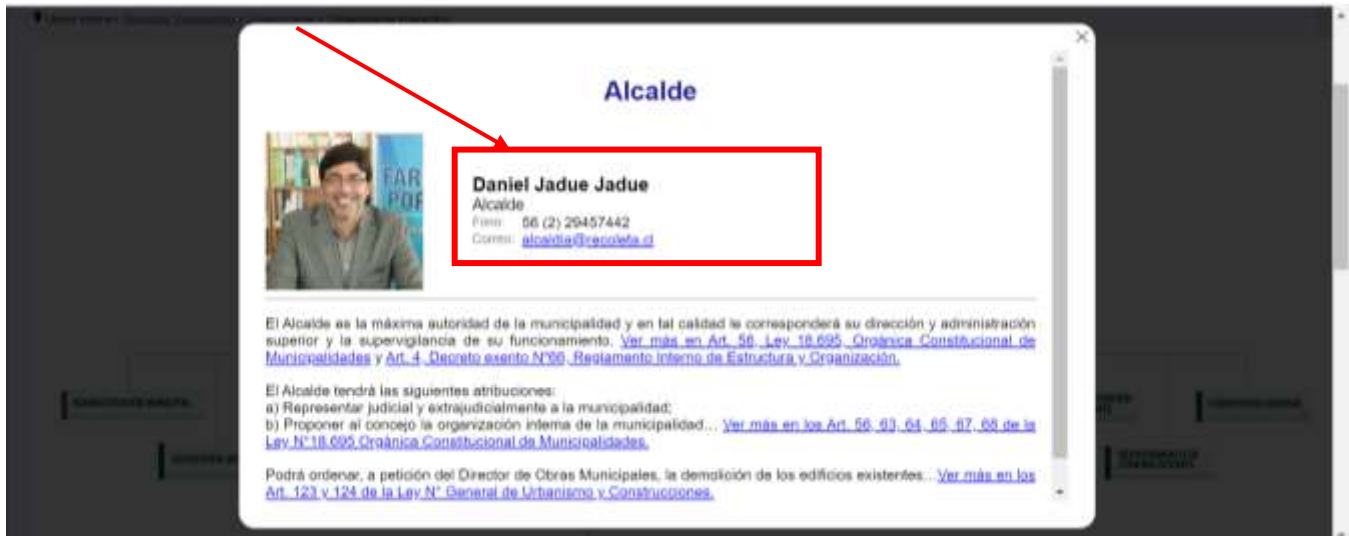 Alcalde
FAR
POP
Daniel Jadue Jadue
Alcalde
Fono: 56 (2) 29457442
Correo: alcaldia@recoleta.cl
El Alcalde es la máxima autoridad de la municipalidad y en tal calidad le corresponderá su dirección y administración
superior y la supervigilancia de su funcionamiento. Ver más en Art. 56, Ley 18.695, Orgánica Constitucional de
Municipalidades y Art. 4, Decreto exento N°66, Reglamento Interno de Estructura y Organización.
El Alcalde tendrá las siguientes atribuciones:
a) Representar judicial y extrajudicialmente a la municipalidad;
b) Proponer al concejo la organización interna de la municipalidad… Ver más en los Art. 56, 63, 64, 65, 67, 68 de la
Ley N°18.695 Orgánica Constitucional de Municipalidades.
Podrá ordenar, a petición del Director de Obras Municipales, la demolición de los edificios existentes…Ver más en los
Art. 123 y 124 de la Ley N° General de Urbanismo y Construcciones.